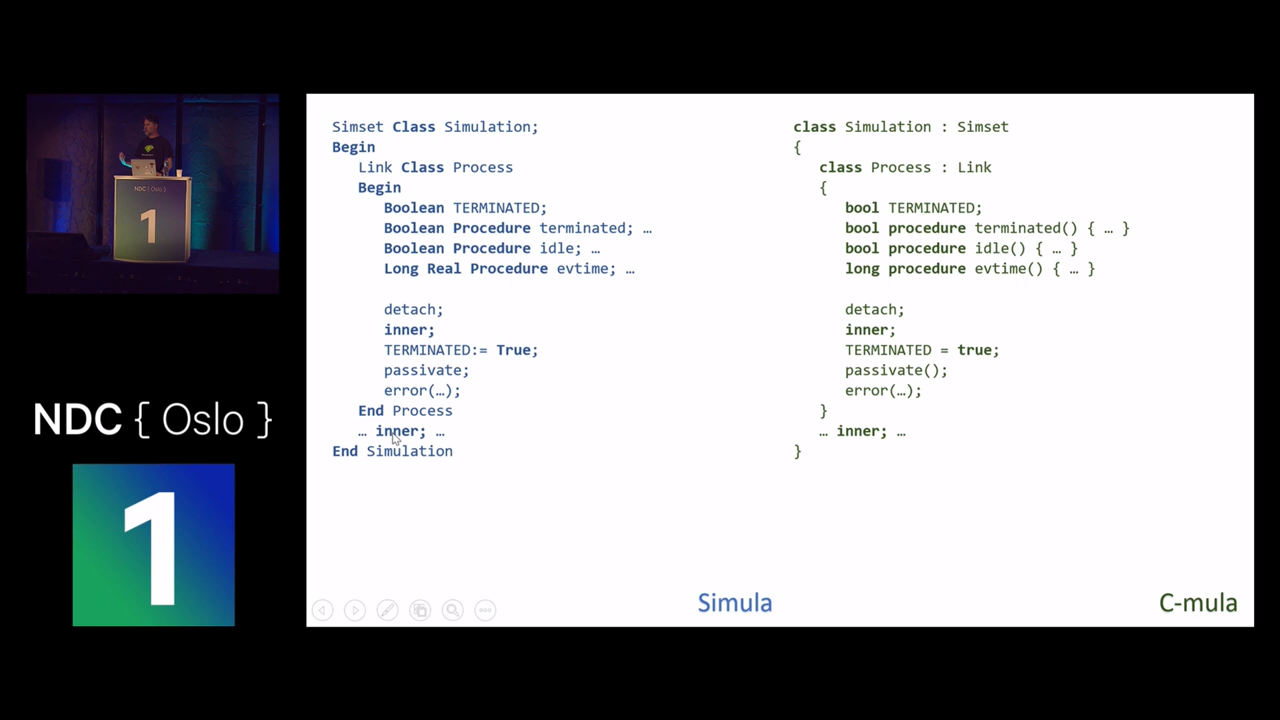 NDC { Oslo }
1
NDC { Oslo }
1
Simset Class Simulation;
Begin
Link Class Process
Begin
Boolean TERMINATED;
Boolean Procedure terminated; …
Boolean Procedure idle; …
Long Real Procedure evtime; …
detach;
inner;
TERMINATED:= True;
passivate;
error(…);
End Process
… inner; …
End Simulation
Simula
class Simulation : Simset
{
class Process : Link
{
bool TERMINATED;
bool procedure terminated() { … }
bool procedure idle() { … }
long procedure evtime() { … }
detach;
inner;
TERMINATED = true;
passivate();
error(…);
}
… inner; …
}
C-mula